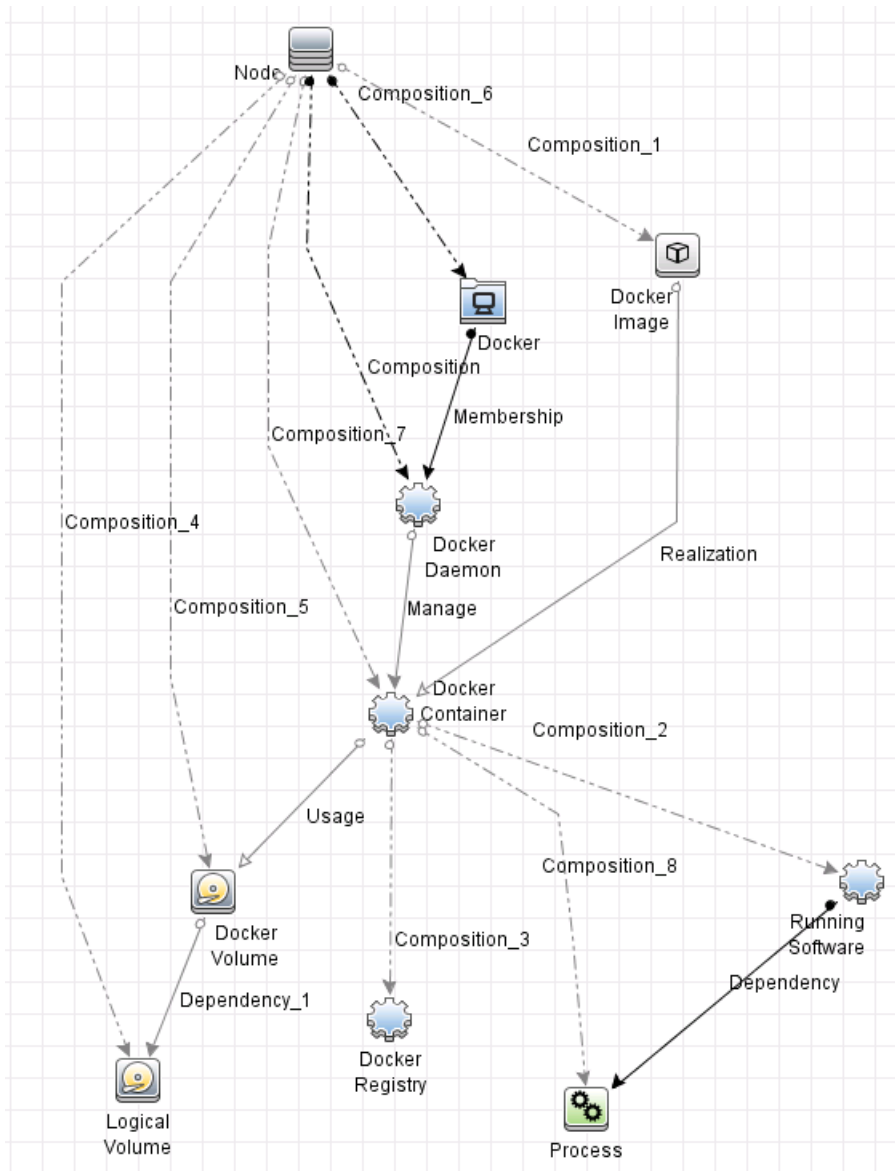 Node
Composition_6
Composition_1
Docker
Image
Docker
Composition
Membership
Composition_7
Composition_4
Docker
Daemon
Realization
Composition_5
Manage
Docker
Container
Composition_2
Usage
Composition_8
Docker
Volume
Composition_3
Running
Software
Dependency
Dependency_1
Docker
Registry
Logical
Volume
Process